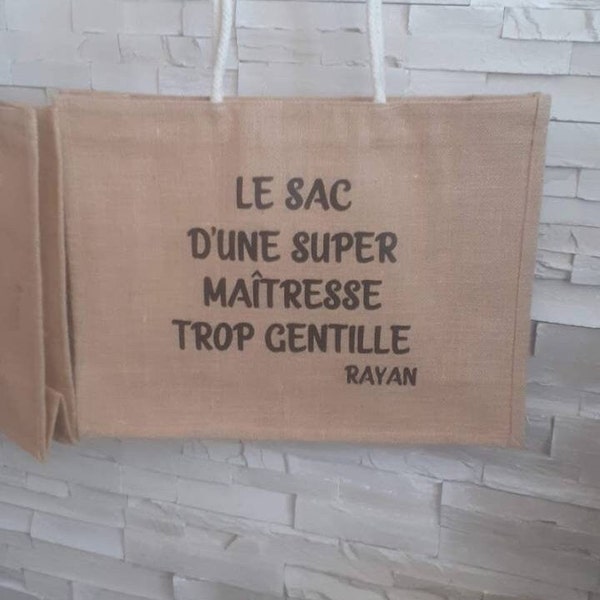 LE SAC
D'UNE SUPER
MAÎTRESSE
TROP GENTILLE
RAYAN